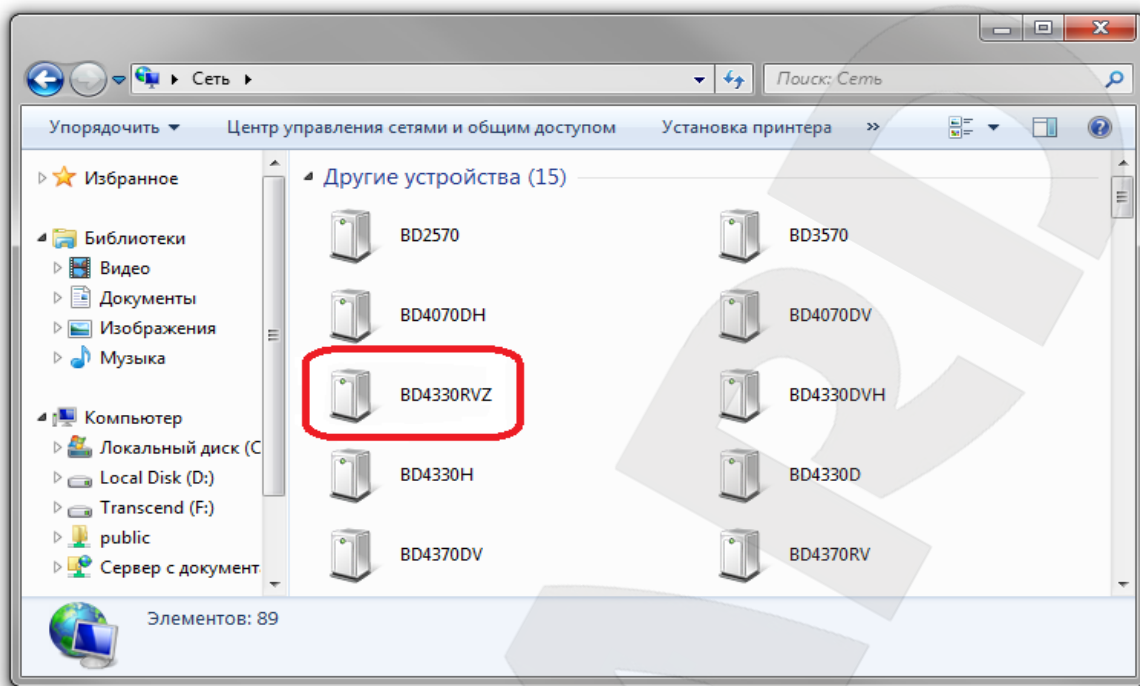 Сеть
Поиск: Сеть
Упорядочить Центр управления сетями и общим доступом Установка принтера »
Избранное
Библиотеки
Видео
Документы
Изображения
Музыка
Компьютер
Локальный диск (C
Local Disk (D:)
Transcend (F:)
public
Сервер с документ
Другие устройства (15)
BD2570 BD3570
BD4070DH BD4070DV
BD4330RVZ BD4330DVH
BD4330H BD4330D
BD4370DV BD4370RV
Элементов: 89